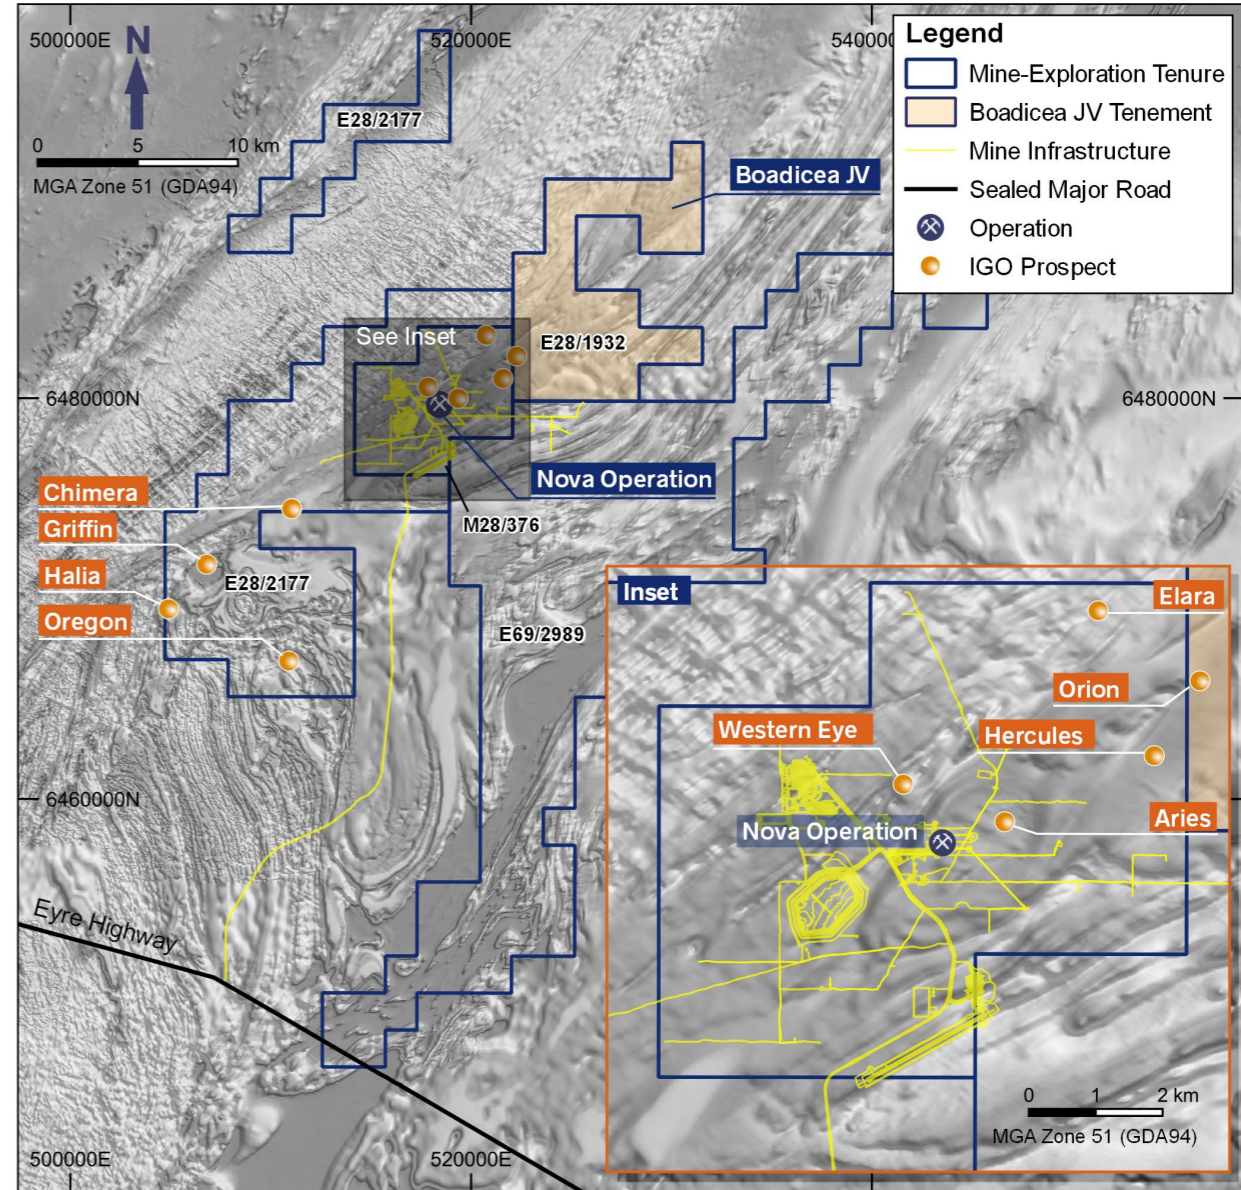 500000E
520000E
54000
N
0 5 10 km
MGA Zone 51 (GDA94)
Legend
Mine-Exploration Tenure
Boadicea JV Tenement
Mine Infrastructure
Sealed Major Road
Operation
IGO Prospect
E28/2177
Boadicea JV
See Inset
E28/1932
6480000N
6480000N
Nova Operation
M28/376
Chimera
Griffin
Halia
Oregon
E28/2177
E69/2989
6460000N
Eyre Highway
500000E
520000E
Inset
Elara
Orion
Western Eye
Hercules
Aries
Nova Operation
0 1 2 km
MGA Zone 51 (GDA94)